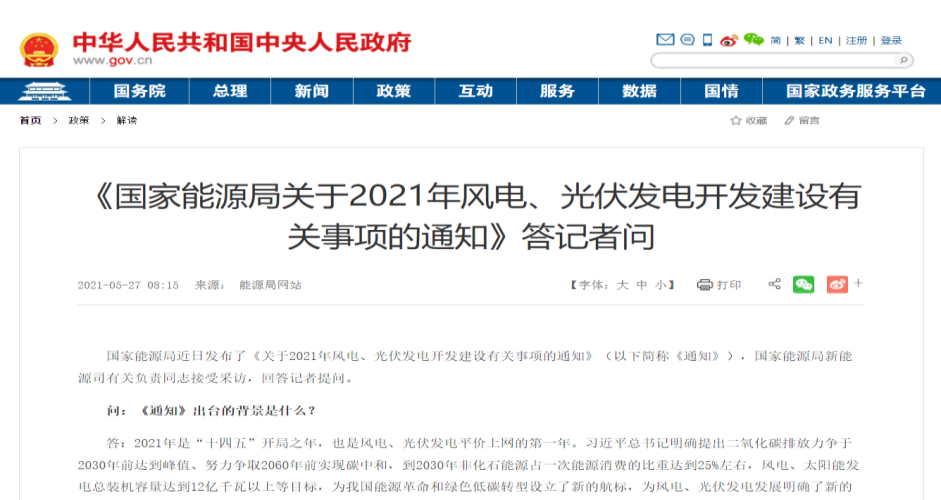 中华人民共和国中央人民政府
www.gov.cn
简 | 繁 | EN | 注册 | 登录
国务院 总理 新闻 政策 互动 服务 数据 国情 国家政务服务平台
首页 > 政策 > 解读
收藏 留言
《国家能源局关于2021年风电、光伏发电开发建设有
关事项的通知》答记者问
2021-05-27 08:15 来源： 能源局网站 【字体：大 中 小】 打印
国家能源局近日发布了《关于2021年风电、光伏发电开发建设有关事项的通知》（以下简称《通知》），国家能源局新能
源司有关负责同志接受采访，回答记者提问。
问：《通知》出台的背景是什么？
答：2021年是“十四五”开局之年，也是风电、光伏发电平价上网的第一年。习近平总书记明确提出二氧化碳排放力争于
2030年前达到峰值、努力争取2060年前实现碳中和，到2030年非化石能源占一次能源消费的比重达到25%左右，风电、太阳能发
电总装机容量达到12亿千瓦以上等目标，为我国能源革命和绿色低碳转型设立了新的航标，为风电、光伏发电发展明确了新的